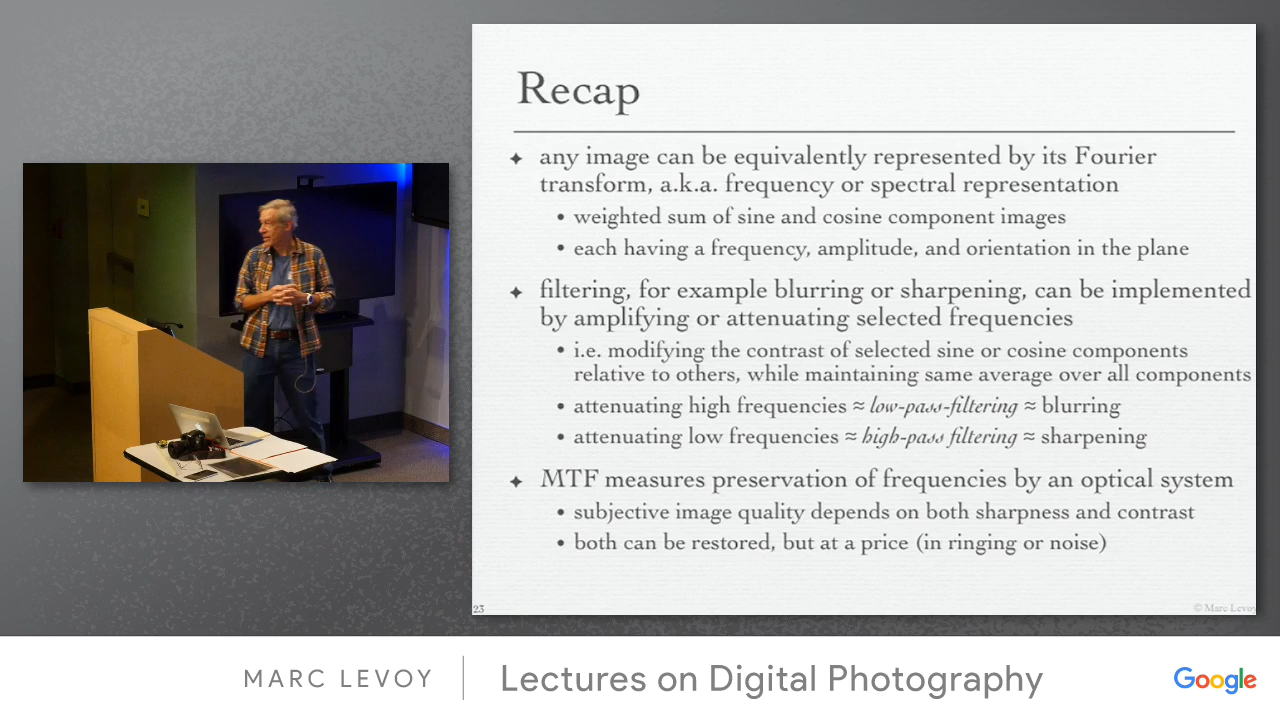 Recap
✦ any image can be equivalently represented by its Fourier
transform, a.k.a. frequency or spectral representation
• weighted sum of sine and cosine component images
• each having a frequency, amplitude, and orientation in the plane
✦ filtering, for example blurring or sharpening, can be implemented
by amplifying or attenuating selected frequencies
• i.e. modifying the contrast of selected sine or cosine components
relative to others, while maintaining same average over all components
• attenuating high frequencies ≈ low-pass-filtering ≈ blurring
• attenuating low frequencies ≈ high-pass filtering ≈ sharpening
✦ MTF measures preservation of frequencies by an optical system
• subjective image quality depends on both sharpness and contrast
• both can be restored, but at a price (in ringing or noise)
23
© Marc Levoy
MARC LEVOY
Lectures on Digital Photography
Google